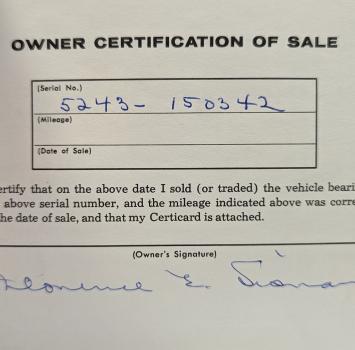 OWNER CERTIFICATION OF SALE
(Serial No.)
5243- 150342
(Mileage)
(Date of Sale)
ertify that on the above date I sold (or traded) the vehicle beari
above serial number, and the mileage indicated above was corre
he date of sale, and that my Certicard is attached.
(Owner's Signature)
Florence E.